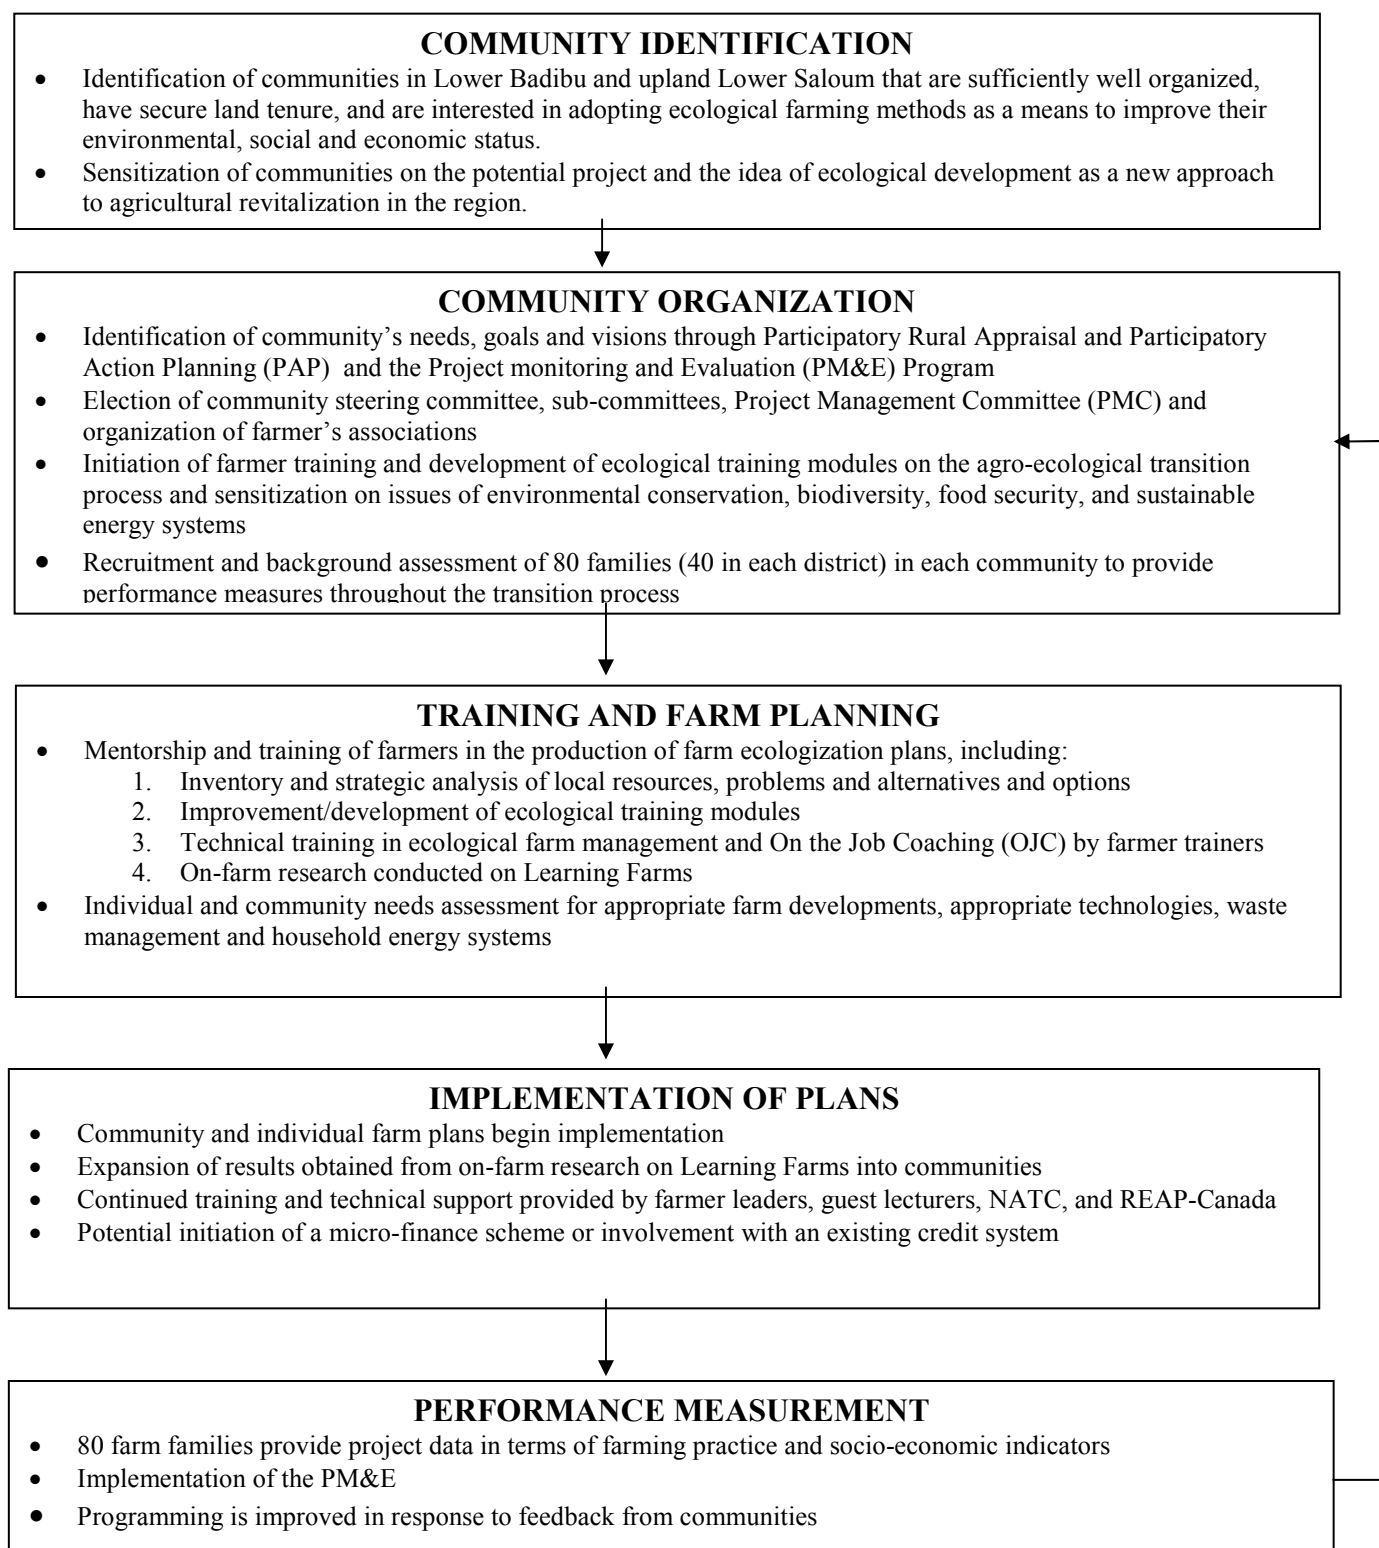 COMMUNITY IDENTIFICATION
• Identification of communities in Lower Badibu and upland Lower Saloum that are sufficiently well organized,
have secure land tenure, and are interested in adopting ecological farming methods as a means to improve their
environmental, social and economic status.
• Sensitization of communities on the potential project and the idea of ecological development as a new approach
to agricultural revitalization in the region.
COMMUNITY ORGANIZATION
• Identification of community's needs, goals and visions through Participatory Rural Appraisal and Participatory
Action Planning (PAP) and the Project monitoring and Evaluation (PM&E) Program
• Election of community steering committee, sub-committees, Project Management Committee (PMC) and
organization of farmer's associations
• Initiation of farmer training and development of ecological training modules on the agro-ecological transition
process and sensitization on issues of environmental conservation, biodiversity, food security, and sustainable
energy systems
• Recruitment and background assessment of 80 families (40 in each district) in each community to provide
performance measures throughout the transition process
TRAINING AND FARM PLANNING
• Mentorship and training of farmers in the production of farm ecologization plans, including:
1. Inventory and strategic analysis of local resources, problems and alternatives and options
2. Improvement/development of ecological training modules
3. Technical training in ecological farm management and On the Job Coaching (OJC) by farmer trainers
4. On-farm research conducted on Learning Farms
• Individual and community needs assessment for appropriate farm developments, appropriate technologies, waste
management and household energy systems
IMPLEMENTATION OF PLANS
• Community and individual farm plans begin implementation
• Expansion of results obtained from on-farm research on Learning Farms into communities
• Continued training and technical support provided by farmer leaders, guest lecturers, NATC, and REAP-Canada
• Potential initiation of a micro-finance scheme or involvement with an existing credit system
PERFORMANCE MEASUREMENT
• 80 farm families provide project data in terms of farming practice and socio-economic indicators
• Implementation of the PM&E
• Programming is improved in response to feedback from communities